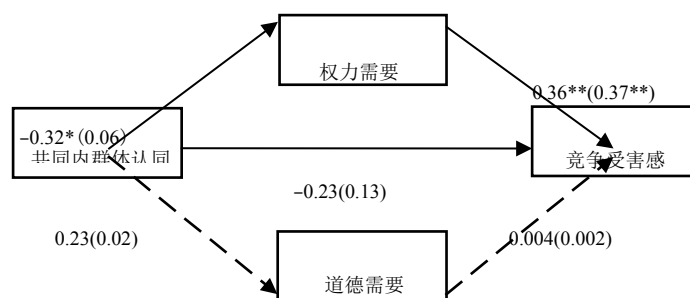 权力需要
0.36**(0.37**)
-0.32*(0.06)
共同内群体认同
竞争受害感
-0.23(0.13)
0.23(0.02)
0.004(0.002)
道德需要